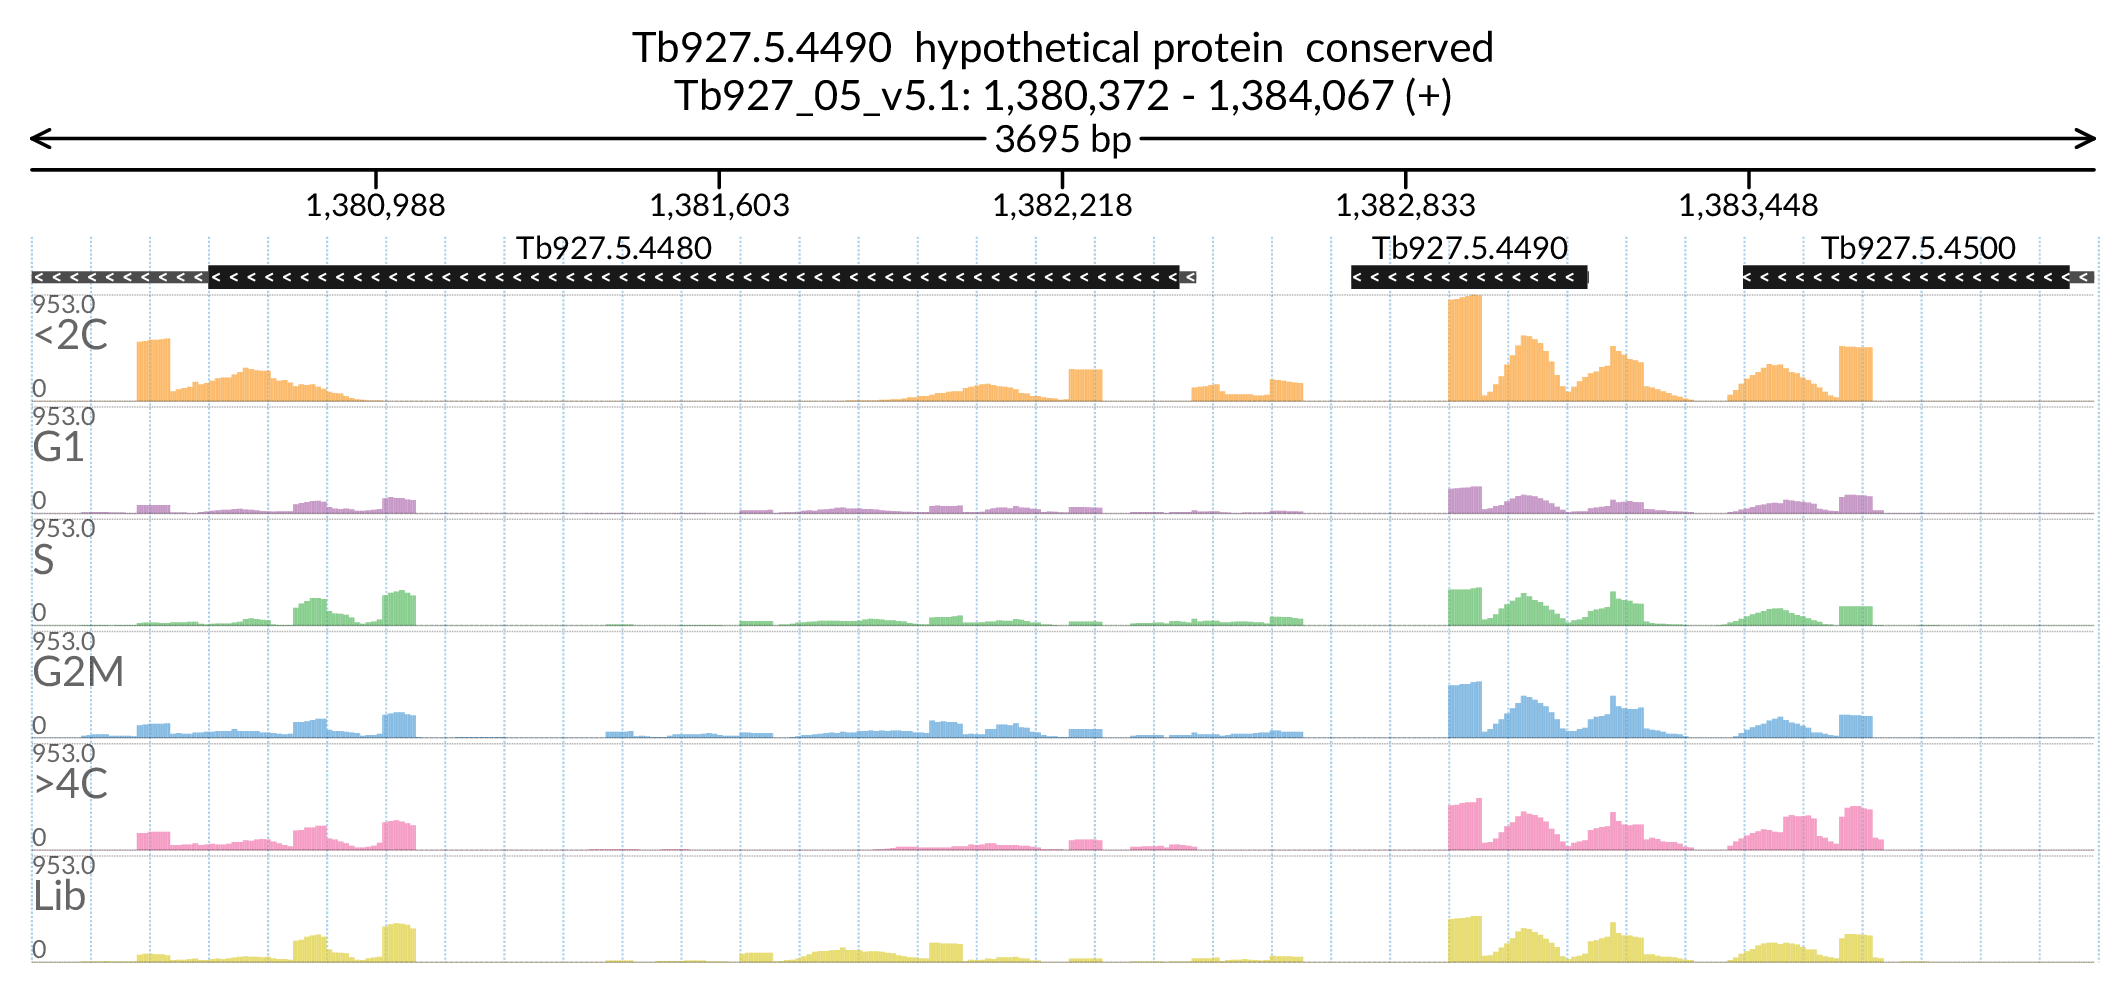 Tb927.5.4490  hypothetical protein  conserved
Tb927_05_v5.1: 1,380,372 - 1,384,067 (+)
3695 bp
1,380,988 1,381,603 1,382,218 1,382,833 1,383,448
Tb927.5.4480 Tb927.5.4490 Tb927.5.4500
953.0
<2C
0
953.0
G1
0
953.0
S
0
953.0
G2M
0
953.0
>4C
0
953.0
Lib
0